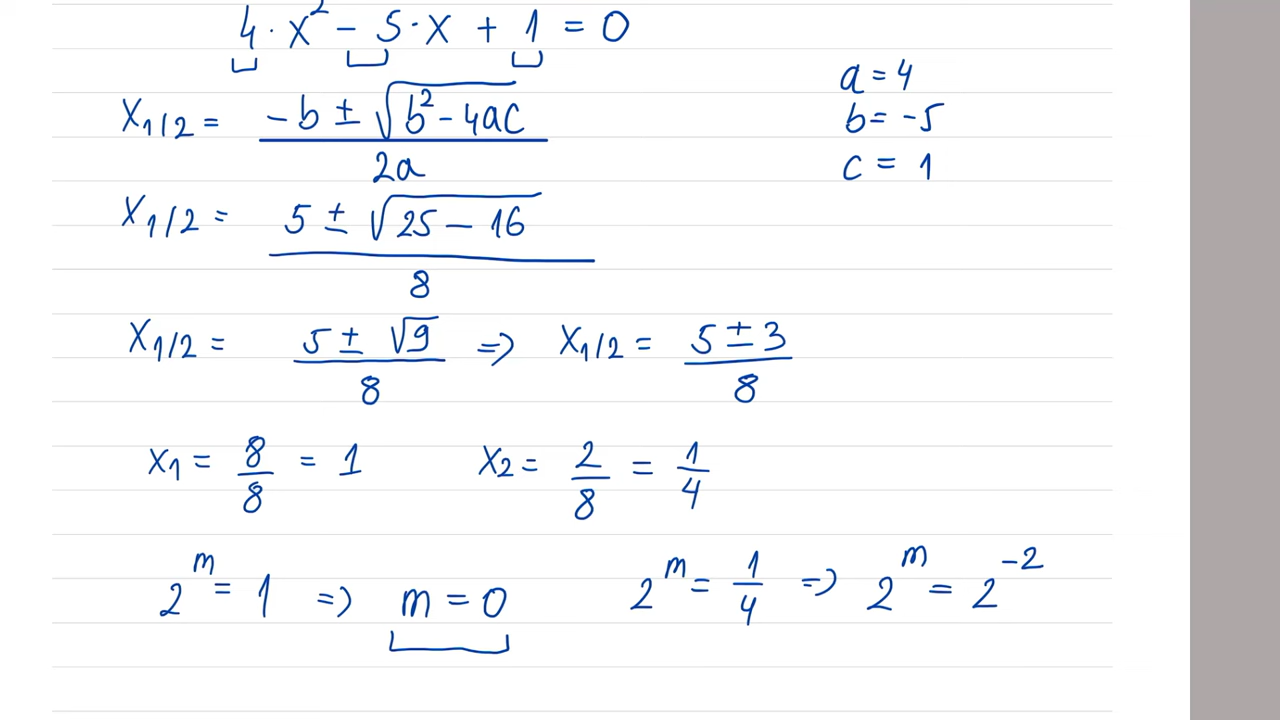 4 · x² − 5 · x + 1 = 0
a = 4
x₁/₂ = (−b ± √(b² − 4ac)) / 2a
b = −5
c = 1
x₁/₂ = (5 ± √(25 − 16)) / 8
x₁/₂ = (5 ± √9) / 8 ⇒ x₁/₂ = (5 ± 3) / 8
x₁ = 8/8 = 1 x₂ = 2/8 = 1/4
2^m = 1 ⇒ m = 0 2^m = 1/4 ⇒ 2^m = 2^−2